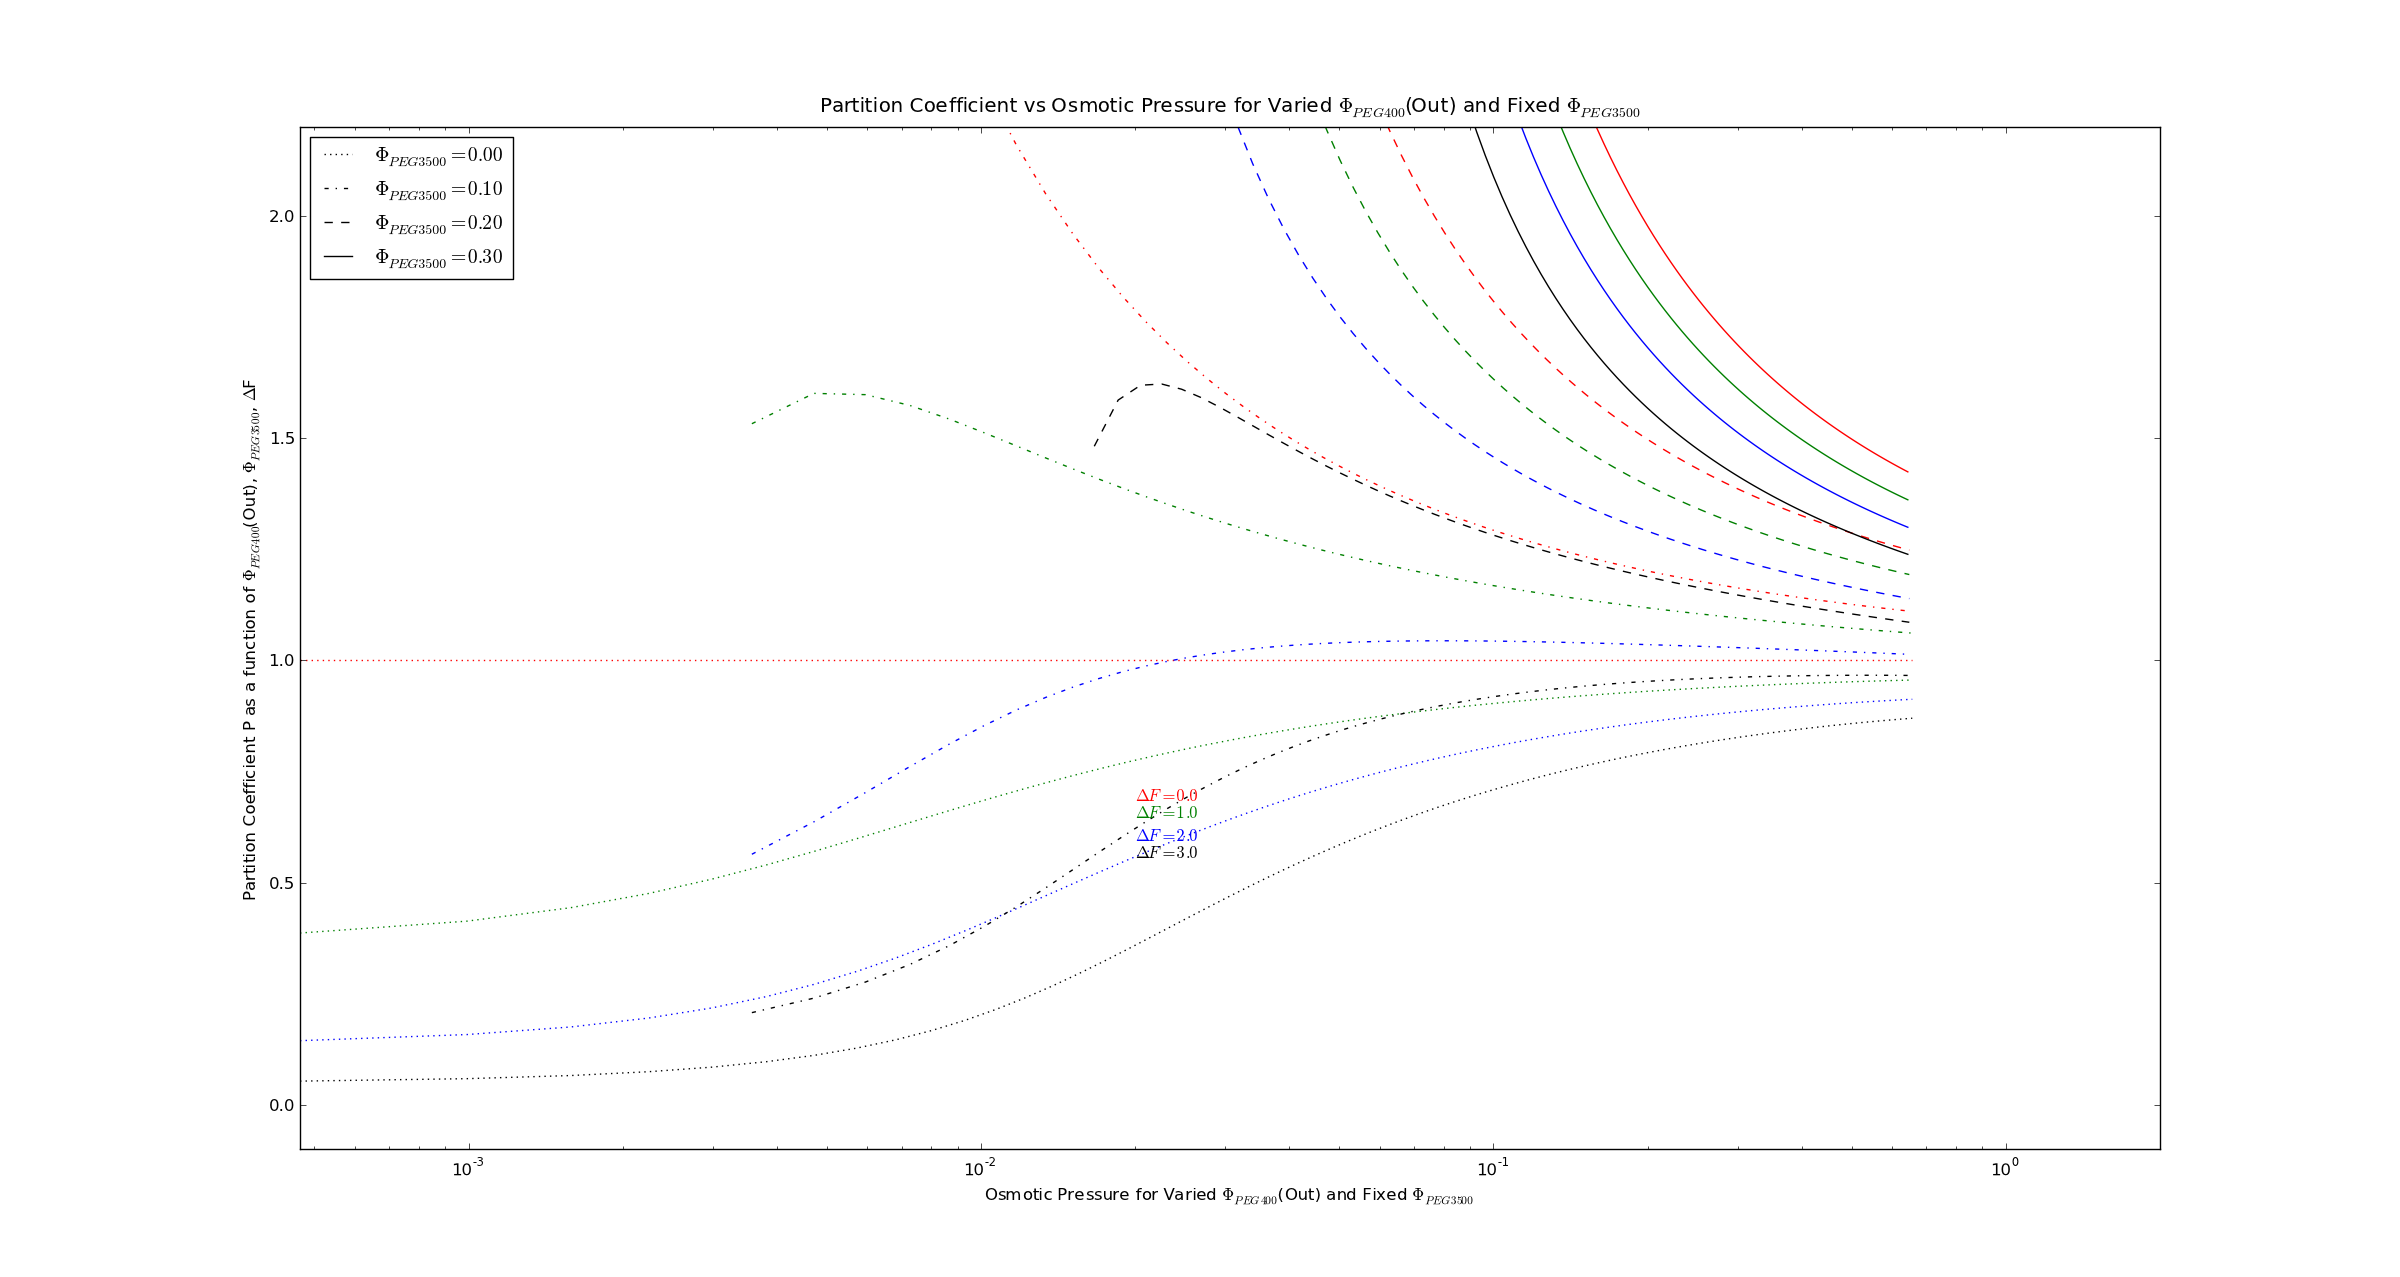 Partition Coefficient vs Osmotic Pressure for Varied Φ_PEG400(Out) and Fixed Φ_PEG3500
Φ_PEG3500 =0.00
Φ_PEG3500 =0.10
Φ_PEG3500 =0.20
Φ_PEG3500 =0.30
Partition Coefficient P as a function of Φ_PEG400(Out), Φ_PEG3500, ΔF
2.0
1.5
1.0
0.5
0.0
ΔF=0.0
ΔF=1.0
ΔF=2.0
ΔF=3.0
10^-3 10^-2 10^-1 10^0
Osmotic Pressure for Varied Φ_PEG400(Out) and Fixed Φ_PEG3500